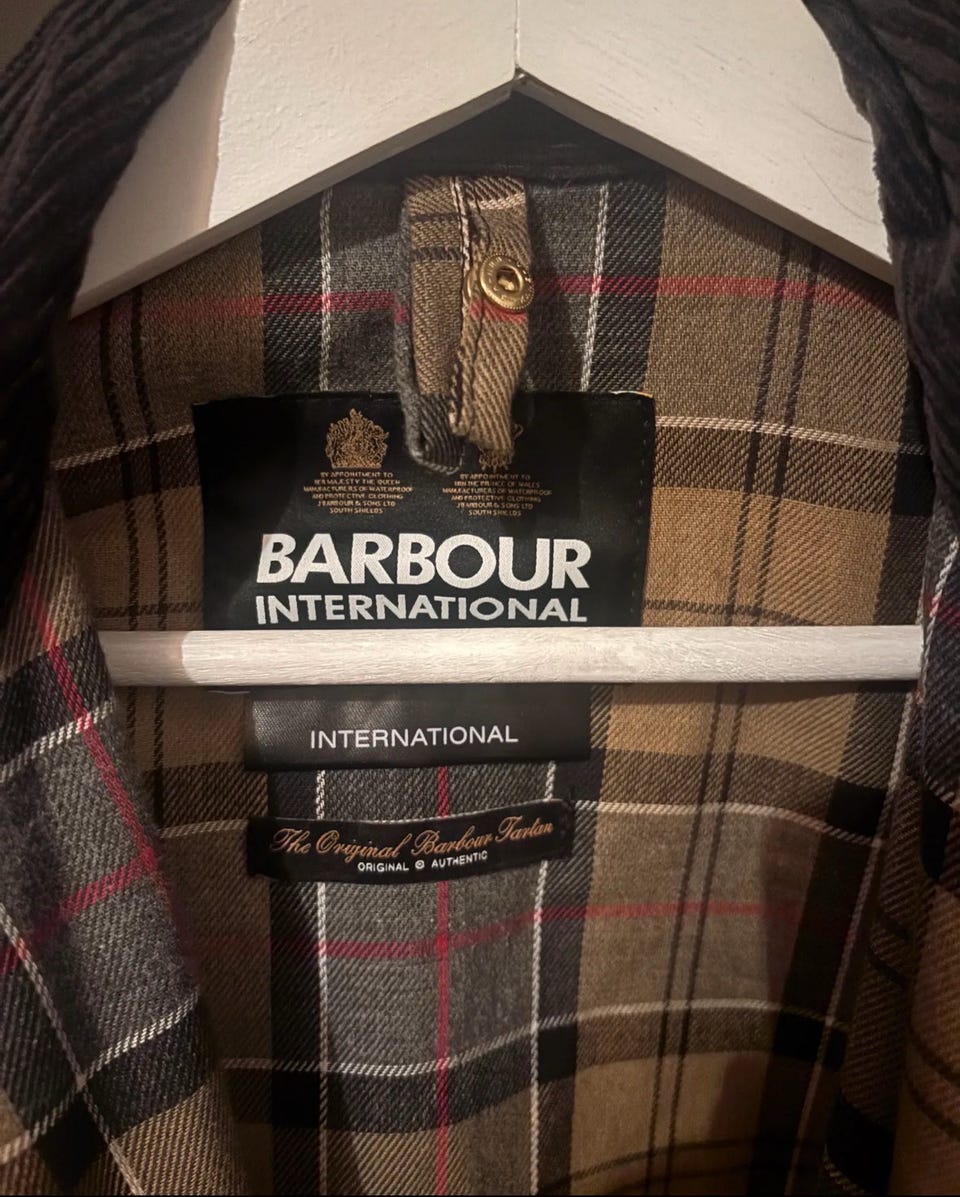 BY APPOINTMENT TO
HER MAJESTY THE QUEEN
MANUFACTURERS OF WATERPROOF
AND PROTECTIVE CLOTHING
J BARBOUR & SONS LTD
SOUTH SHIELDS
BY APPOINTMENT TO
HRH THE PRINCE OF WALES
MANUFACTURERS OF WATERPROOF
AND PROTECTIVE CLOTHING
J BARBOUR & SONS LTD
SOUTH SHIELDS
BARBOUR
INTERNATIONAL
INTERNATIONAL
The Original Barbour Tartan
ORIGINAL & AUTHENTIC